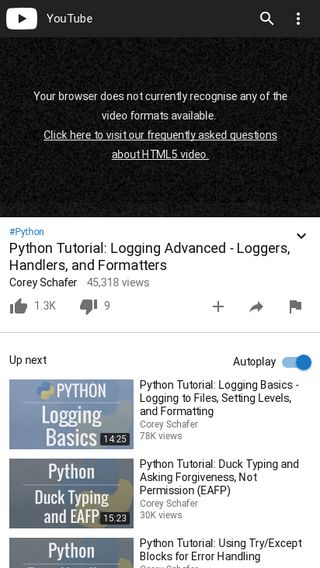 YouTube
Your browser does not currently recognise any of the
video formats available.
Click here to visit our frequently asked questions
about HTML5 video.
#Python
Python Tutorial: Logging Advanced - Loggers,
Handlers, and Formatters
Corey Schafer 45,318 views
1.3K 9
Up next
Autoplay
PYTHON
Logging
Basics
14:25
Python Tutorial: Logging Basics -
Logging to Files, Setting Levels,
and Formatting
Corey Schafer
78K views
Python
Duck Typing
and EAFP
15:23
Python Tutorial: Duck Typing and
Asking Forgiveness, Not
Permission (EAFP)
Corey Schafer
30K views
Python
Python Tutorial: Using Try/Except
Blocks for Error Handling